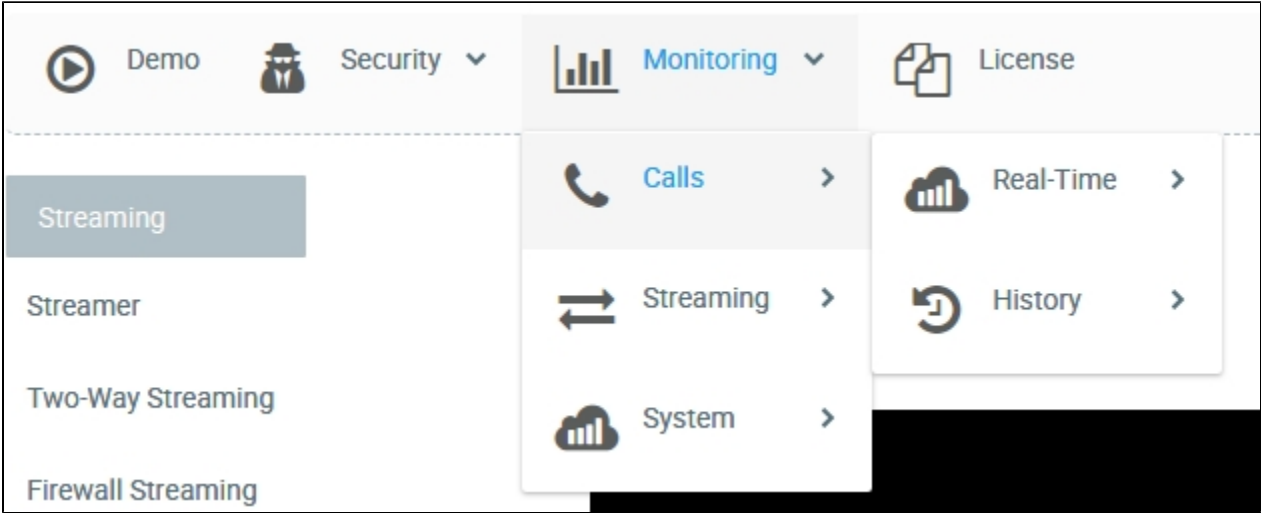 Demo
Security
Monitoring
License
Calls
Real-Time
Streaming
Streamer
Streaming
History
Two-Way Streaming
System
Firewall Streaming